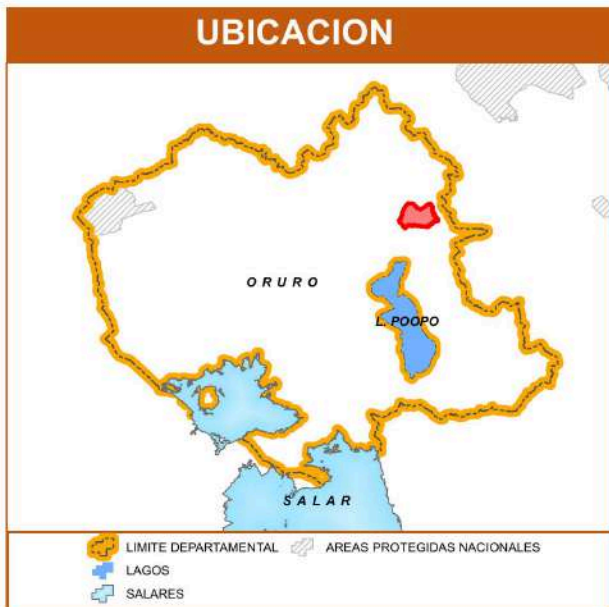 UBICACION
ORURO
L. POOPO
SALAR
LIMITE DEPARTAMENTAL
AREAS PROTEGIDAS NACIONALES
LAGOS
SALARES